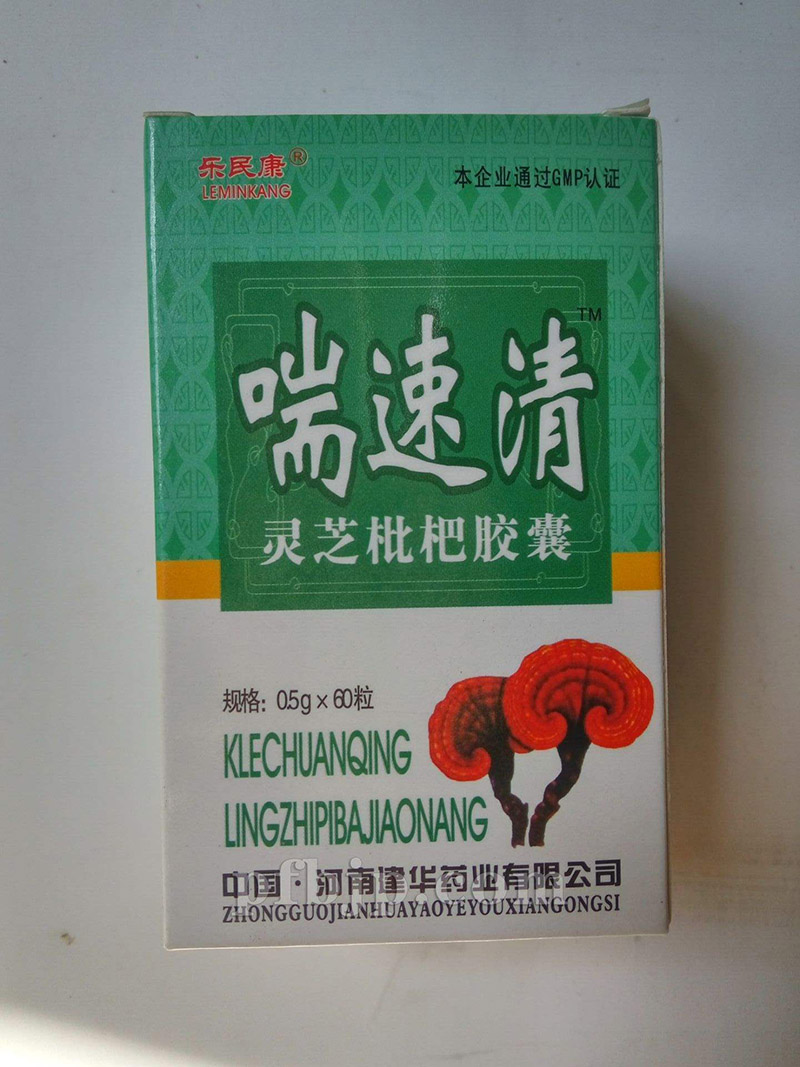 乐民康®
LEMINKANG
本企业通过GMP认证
喘速清™
灵芝枇杷胶囊
规格：0.5g×60粒
KLECHUANQING
LINGZHIPIBAJIAONANG
中国·河南建华药业有限公司
ZHONGGUOJIANHUAYAOYEYOUXIANGONGSI